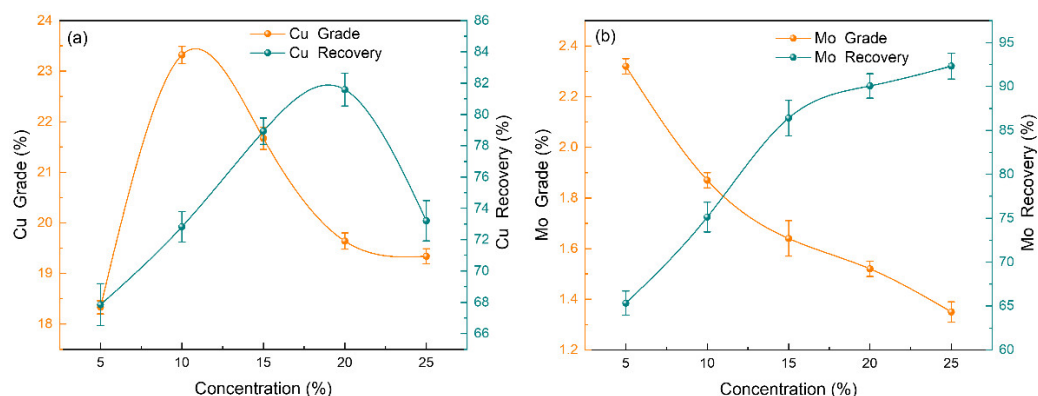 (a)
Cu Grade
Cu Recovery
24
23
22
21
20
19
18
Cu Grade (%)
86
84
82
80
78
76
74
72
70
68
66
Cu Recovery (%)
5 10 15 20 25
Concentration (%)
(b)
Mo Grade
Mo Recovery
2.4
2.2
2.0
1.8
1.6
1.4
1.2
Mo Grade (%)
95
90
85
80
75
70
65
60
Mo Recovery (%)
5 10 15 20 25
Concentration (%)